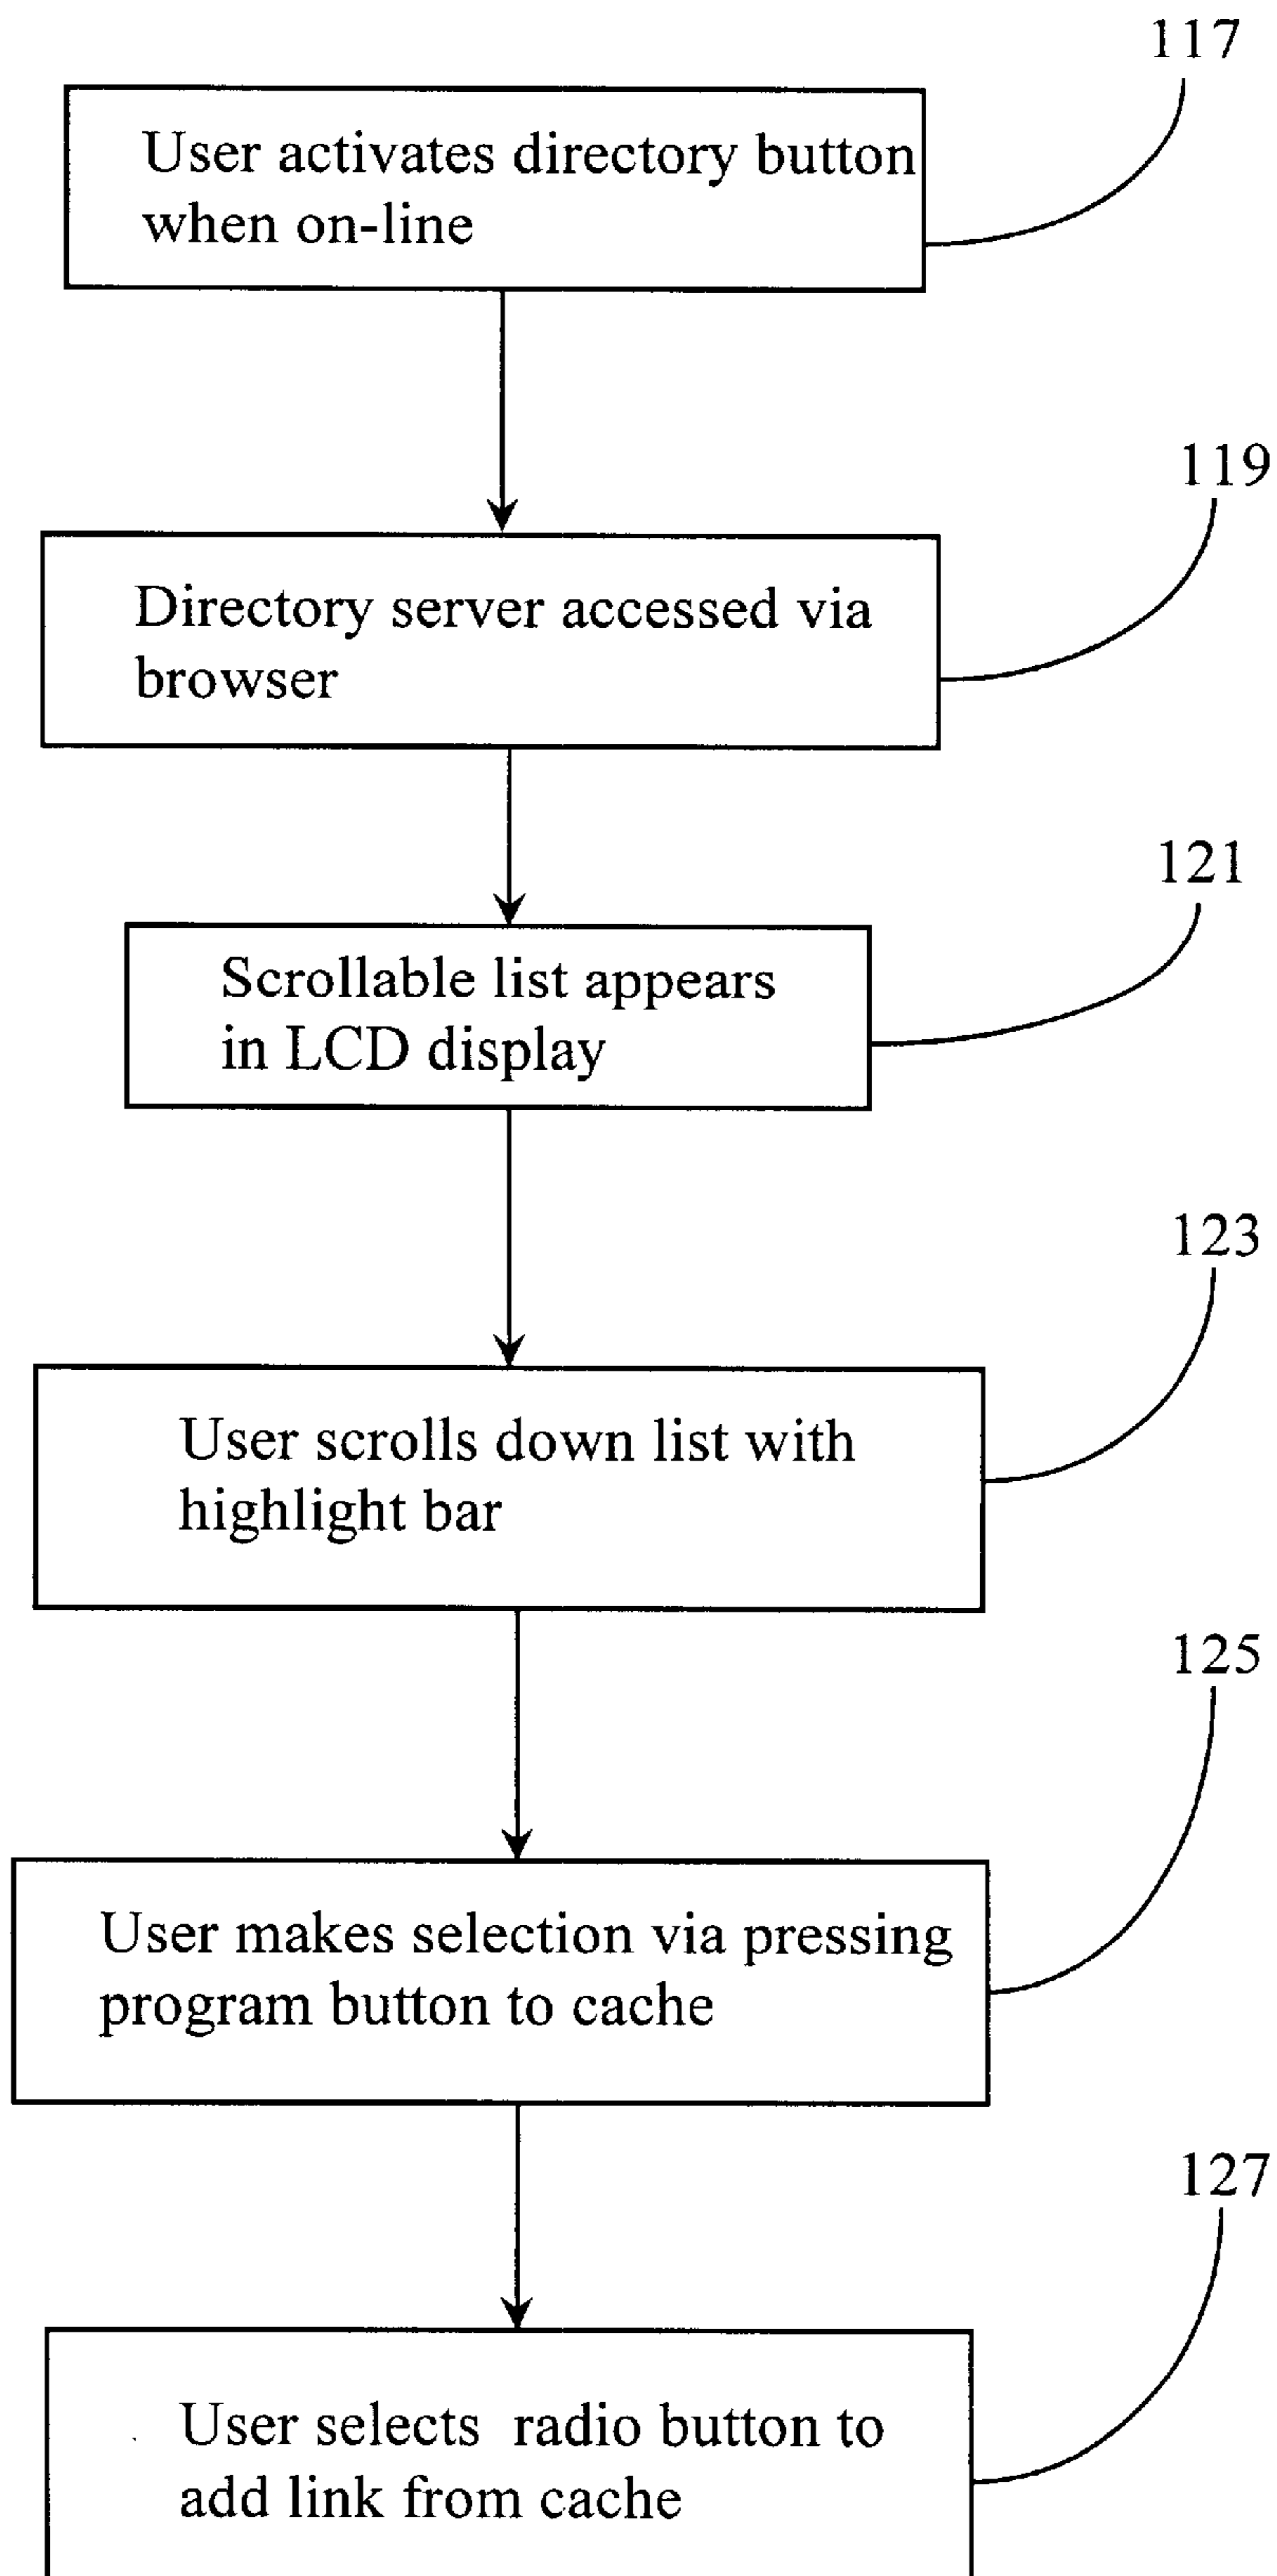 117
User activates directory button
when on-line
119
Directory server accessed via
browser
121
Scrollable list appears
in LCD display
123
User scrolls down list with
highlight bar
125
User makes selection via pressing
program button to cache
127
User selects radio button to
add link from cache